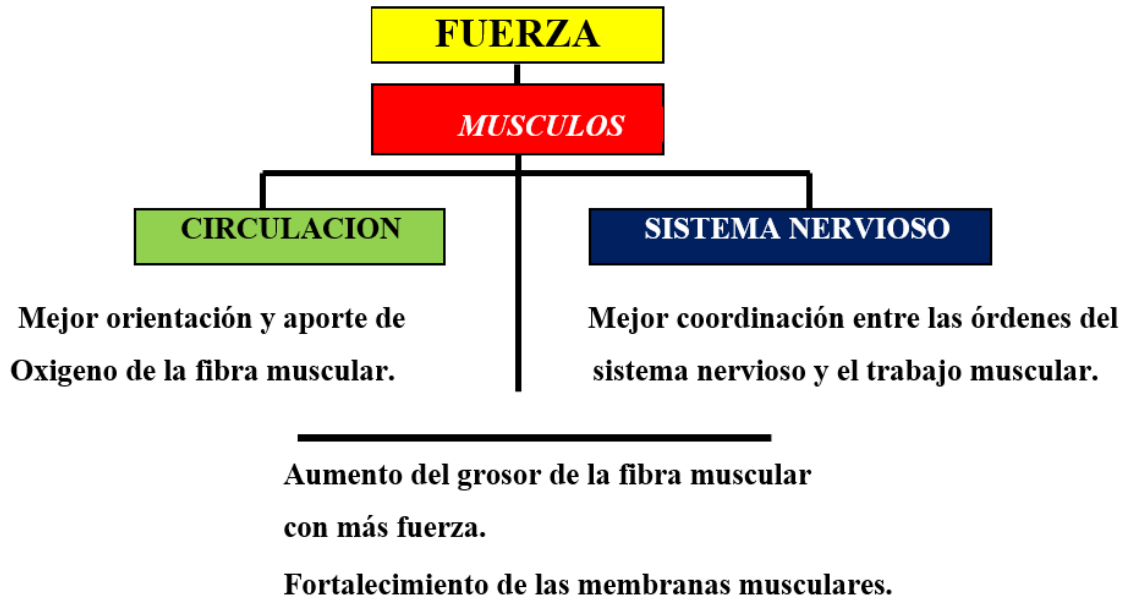 FUERZA
MUSCULOS
CIRCULACION
SISTEMA NERVIOSO
Mejor orientación y aporte de
Oxigeno de la fibra muscular.
Mejor coordinación entre las órdenes del
sistema nervioso y el trabajo muscular.
Aumento del grosor de la fibra muscular
con más fuerza.
Fortalecimiento de las membranas musculares.